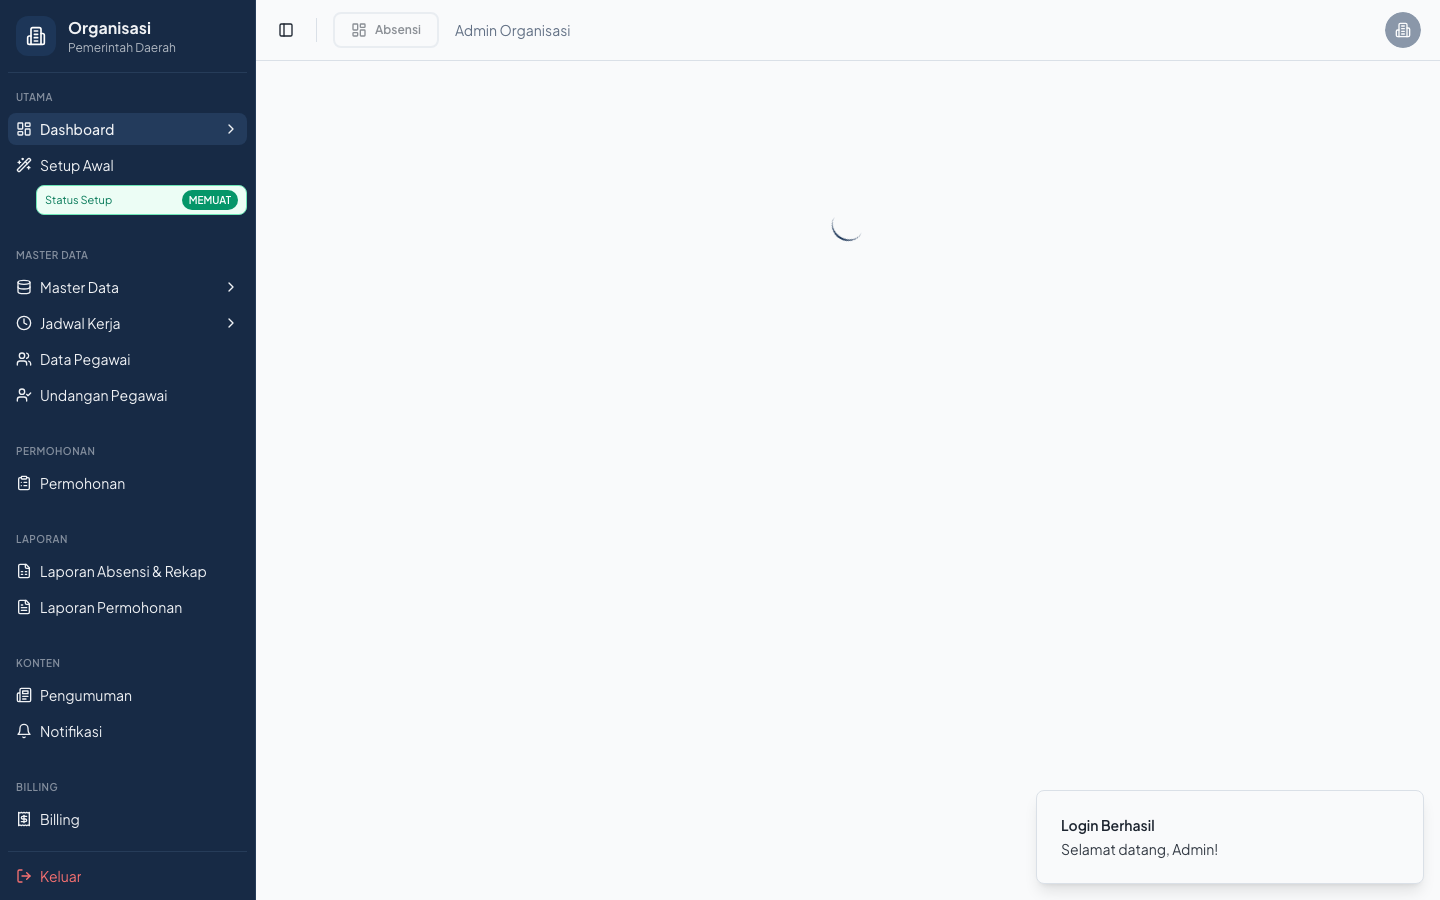 Organisasi
Pemerintah Daerah
UTAMA
Dashboard
Setup Awal
Status Setup
MEMUAT
MASTER DATA
Master Data
Jadwal Kerja
Data Pegawai
Undangan Pegawai
PERMOHONAN
Permohonan
LAPORAN
Laporan Absensi & Rekap
Laporan Permohonan
KONTEN
Pengumuman
Notifikasi
BILLING
Billing
Keluar
Absensi
Admin Organisasi
Login Berhasil
Selamat datang, Admin!